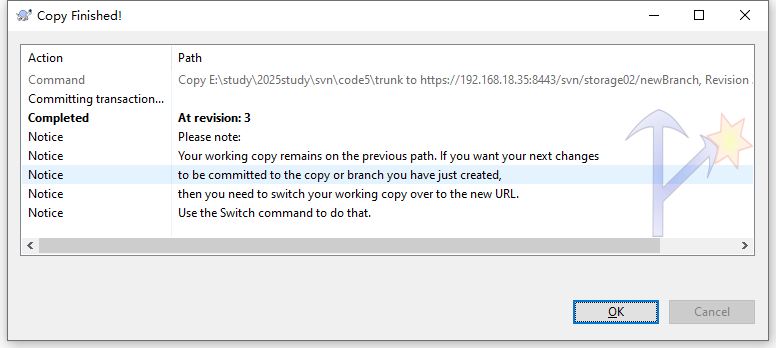 Copy Finished!
Action Path
Command Copy E:\study\2025study\svn\code5\trunk to https://192.168.18.35:8443/svn/storage02/newBranch, Revision
Committing transaction...
Completed At revision: 3
Notice Please note:
Notice Your working copy remains on the previous path. If you want your next changes
Notice to be committed to the copy or branch you have just created,
Notice then you need to switch your working copy over to the new URL.
Notice Use the Switch command to do that.
OK Cancel